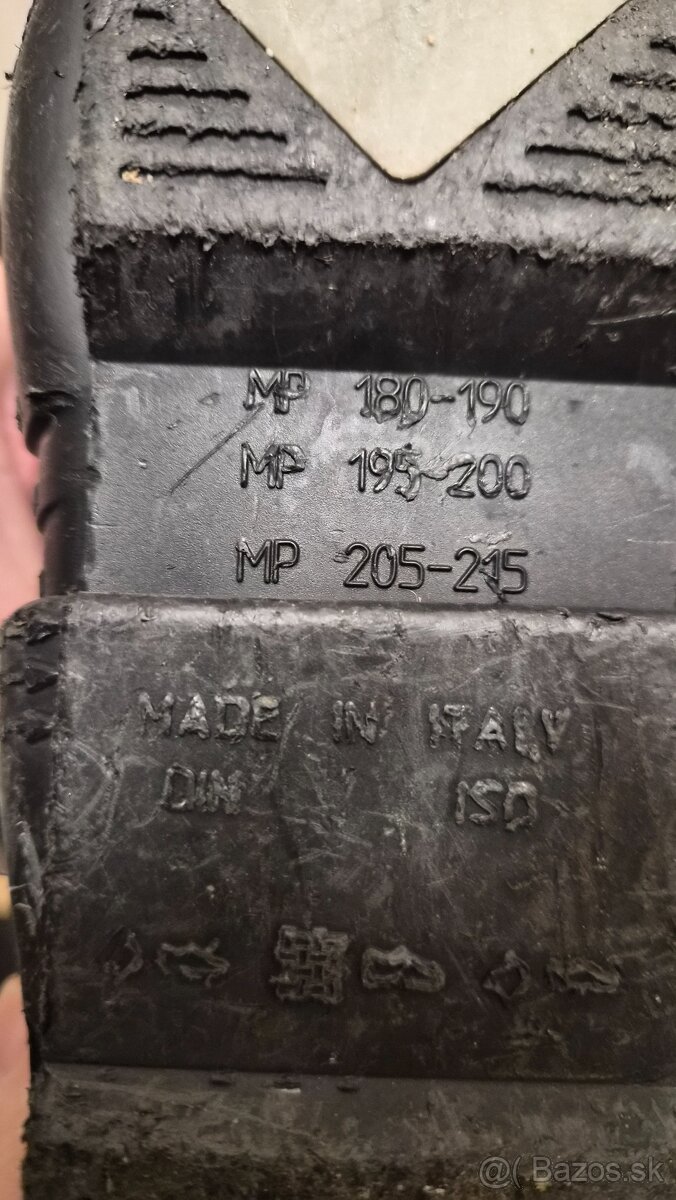 MP 180-190
MP 195-200
MP 205-215
MADE IN ITALY
DIN ISO
@( Bazos.sk